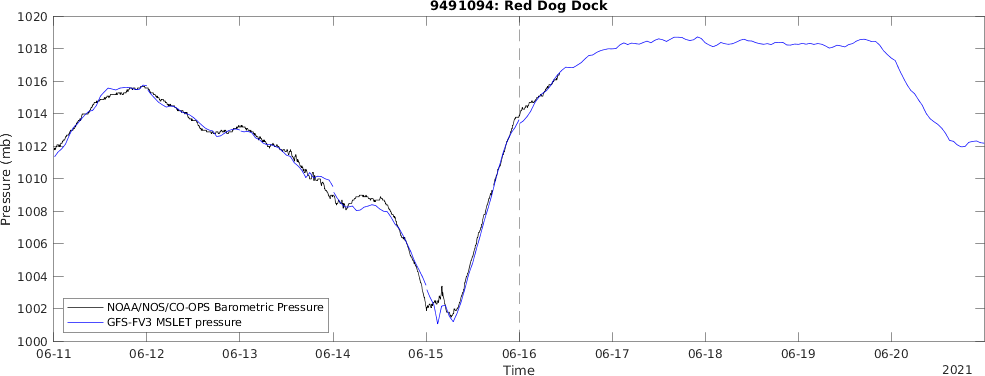 9491094: Red Dog Dock
1020
1018
1016
1014
1012
1010
1008
1006
1004
1002
1000
Pressure (mb)
NOAA/NOS/CO-OPS Barometric Pressure
GFS-FV3 MSLET pressure
06-11 06-12 06-13 06-14 06-15 06-16 06-17 06-18 06-19 06-20
Time
2021